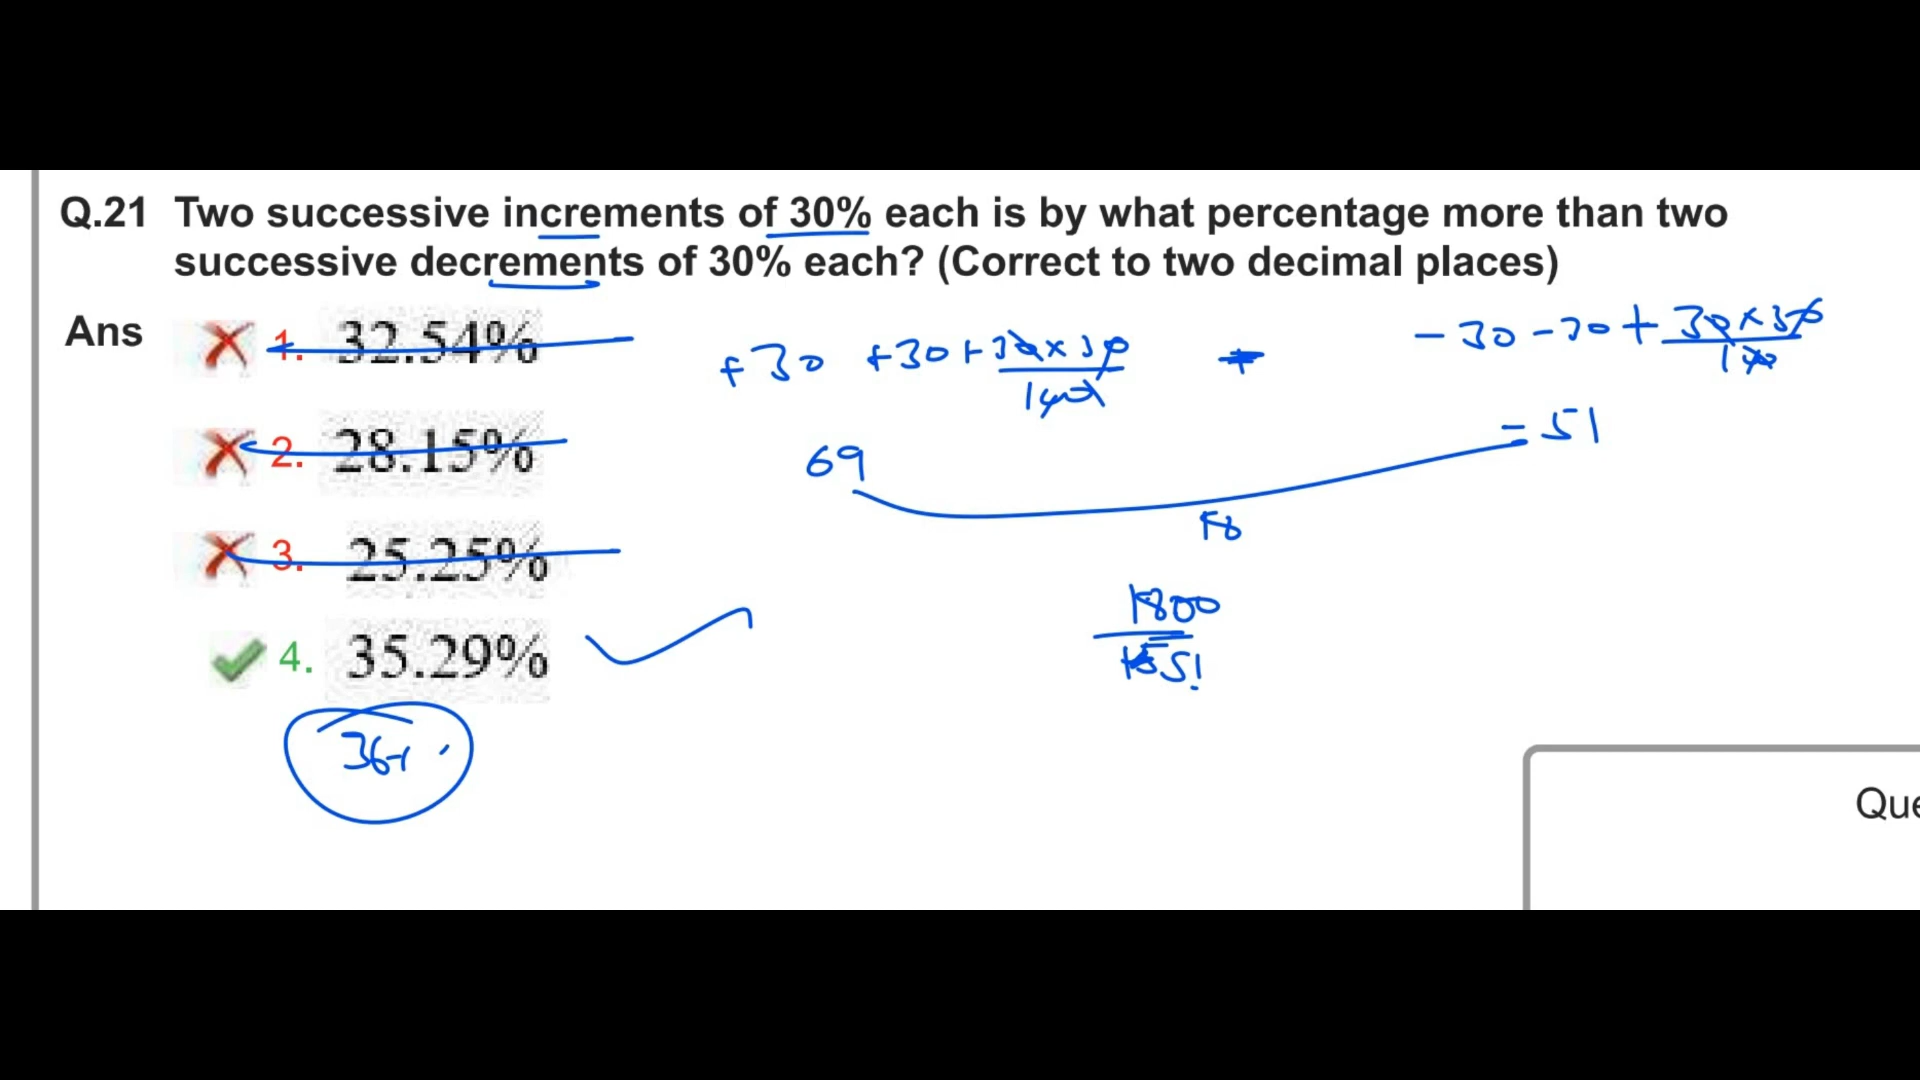 Q.21 Two successive increments of 30% each is by what percentage more than two
successive decrements of 30% each? (Correct to two decimal places)
Ans
1. 32.54%
2. 28.15%
3. 25.25%
4. 35.29%
+30 +30+30×30/100
-30-30+30×30/100
69
-51
18
1800
51
Que